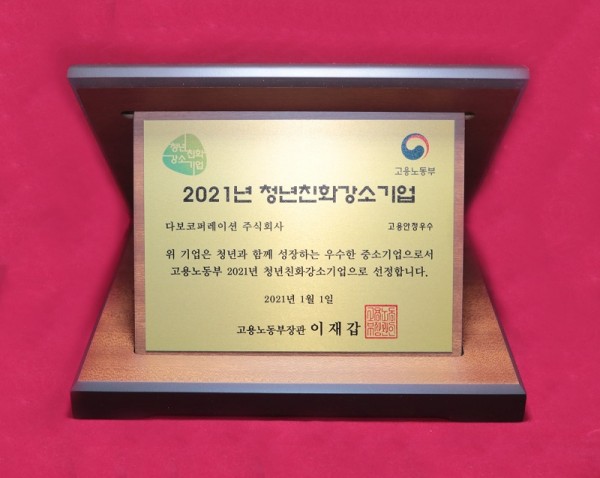 청년친화
강소기업
고용노동부
2021년 청년친화강소기업
다보코퍼레이션 주식회사 고용안정우수
위 기업은 청년과 함께 성장하는 우수한 중소기업으로서
고용노동부 2021년 청년친화강소기업으로 선정합니다.
2021년 1월 1일
고용노동부장관 이재갑